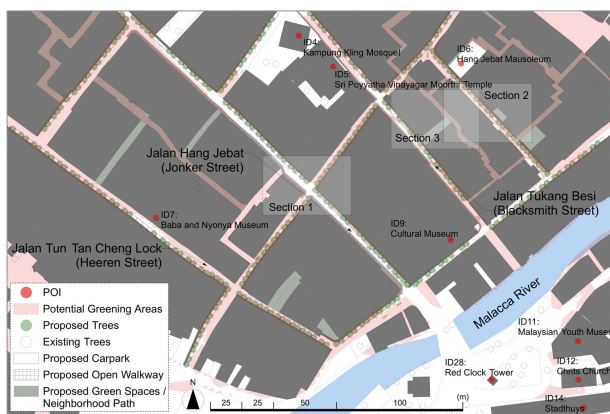 ID4:
Kampung Kling Mosquel
ID5:
Sri Poyyatha Vinayagar Moorthi Temple
ID6:
Hang Jebat Mausoleum
Section 2
Section 3
Jalan Hang Jebat
(Jonker Street)
Section 1
Jalan Tukang Besi
(Blacksmith Street)
ID7:
Baba and Nyonya Museum
ID9:
Cultural Museum
Jalan Tun Tan Cheng Lock
(Heeren Street)
Malacca River
POI
Potential Greening Areas
Proposed Trees
Existing Trees
Proposed Carpark
Proposed Open Walkway
Proposed Green Spaces /
Neighborhood Path
ID11:
Malaysian Youth Museu
ID28:
Red Clock Tower
ID12:
Chrits Church
ID14:
Stadthuys
N
25 25 50 100 (m)